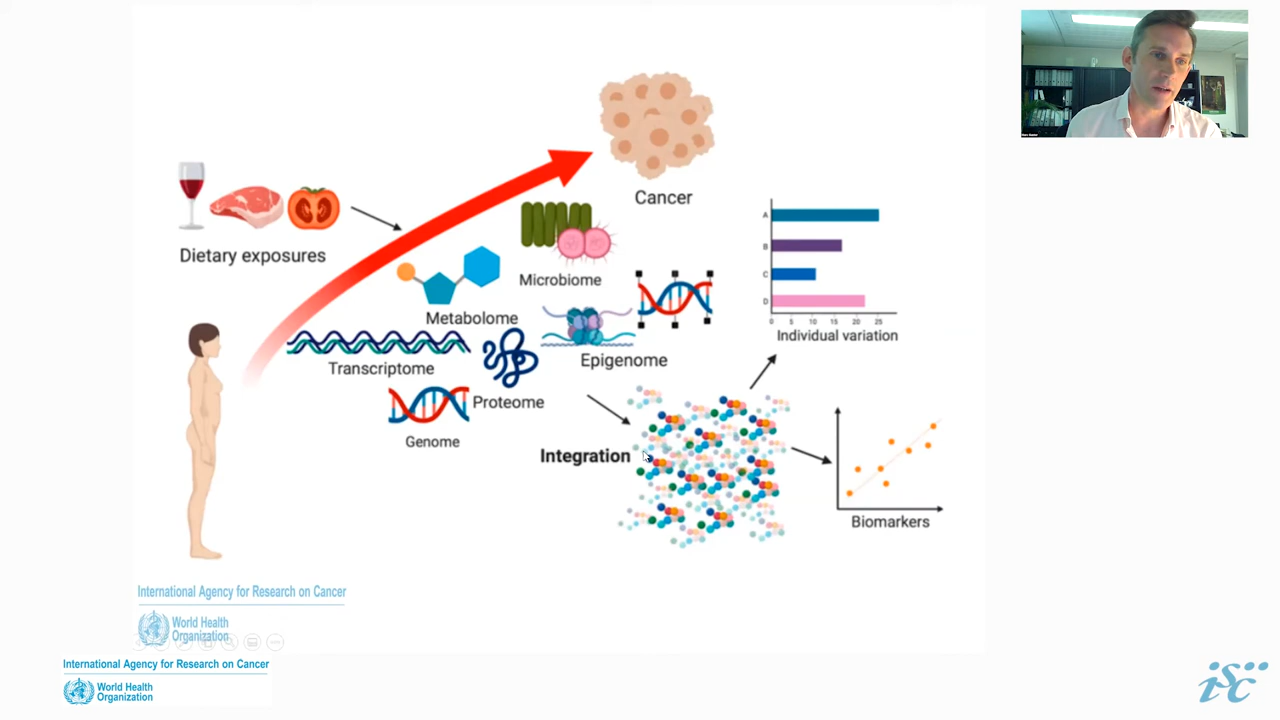 Cancer
Dietary exposures
Microbiome
Metabolome
Transcriptome
Proteome
Genome
Epigenome
Integration
A
B
C
D
0 5 10 15 20 25
Individual variation
Biomarkers
International Agency for Research on Cancer
World Health
Organization
International Agency for Research on Cancer
World Health
Organization
isc